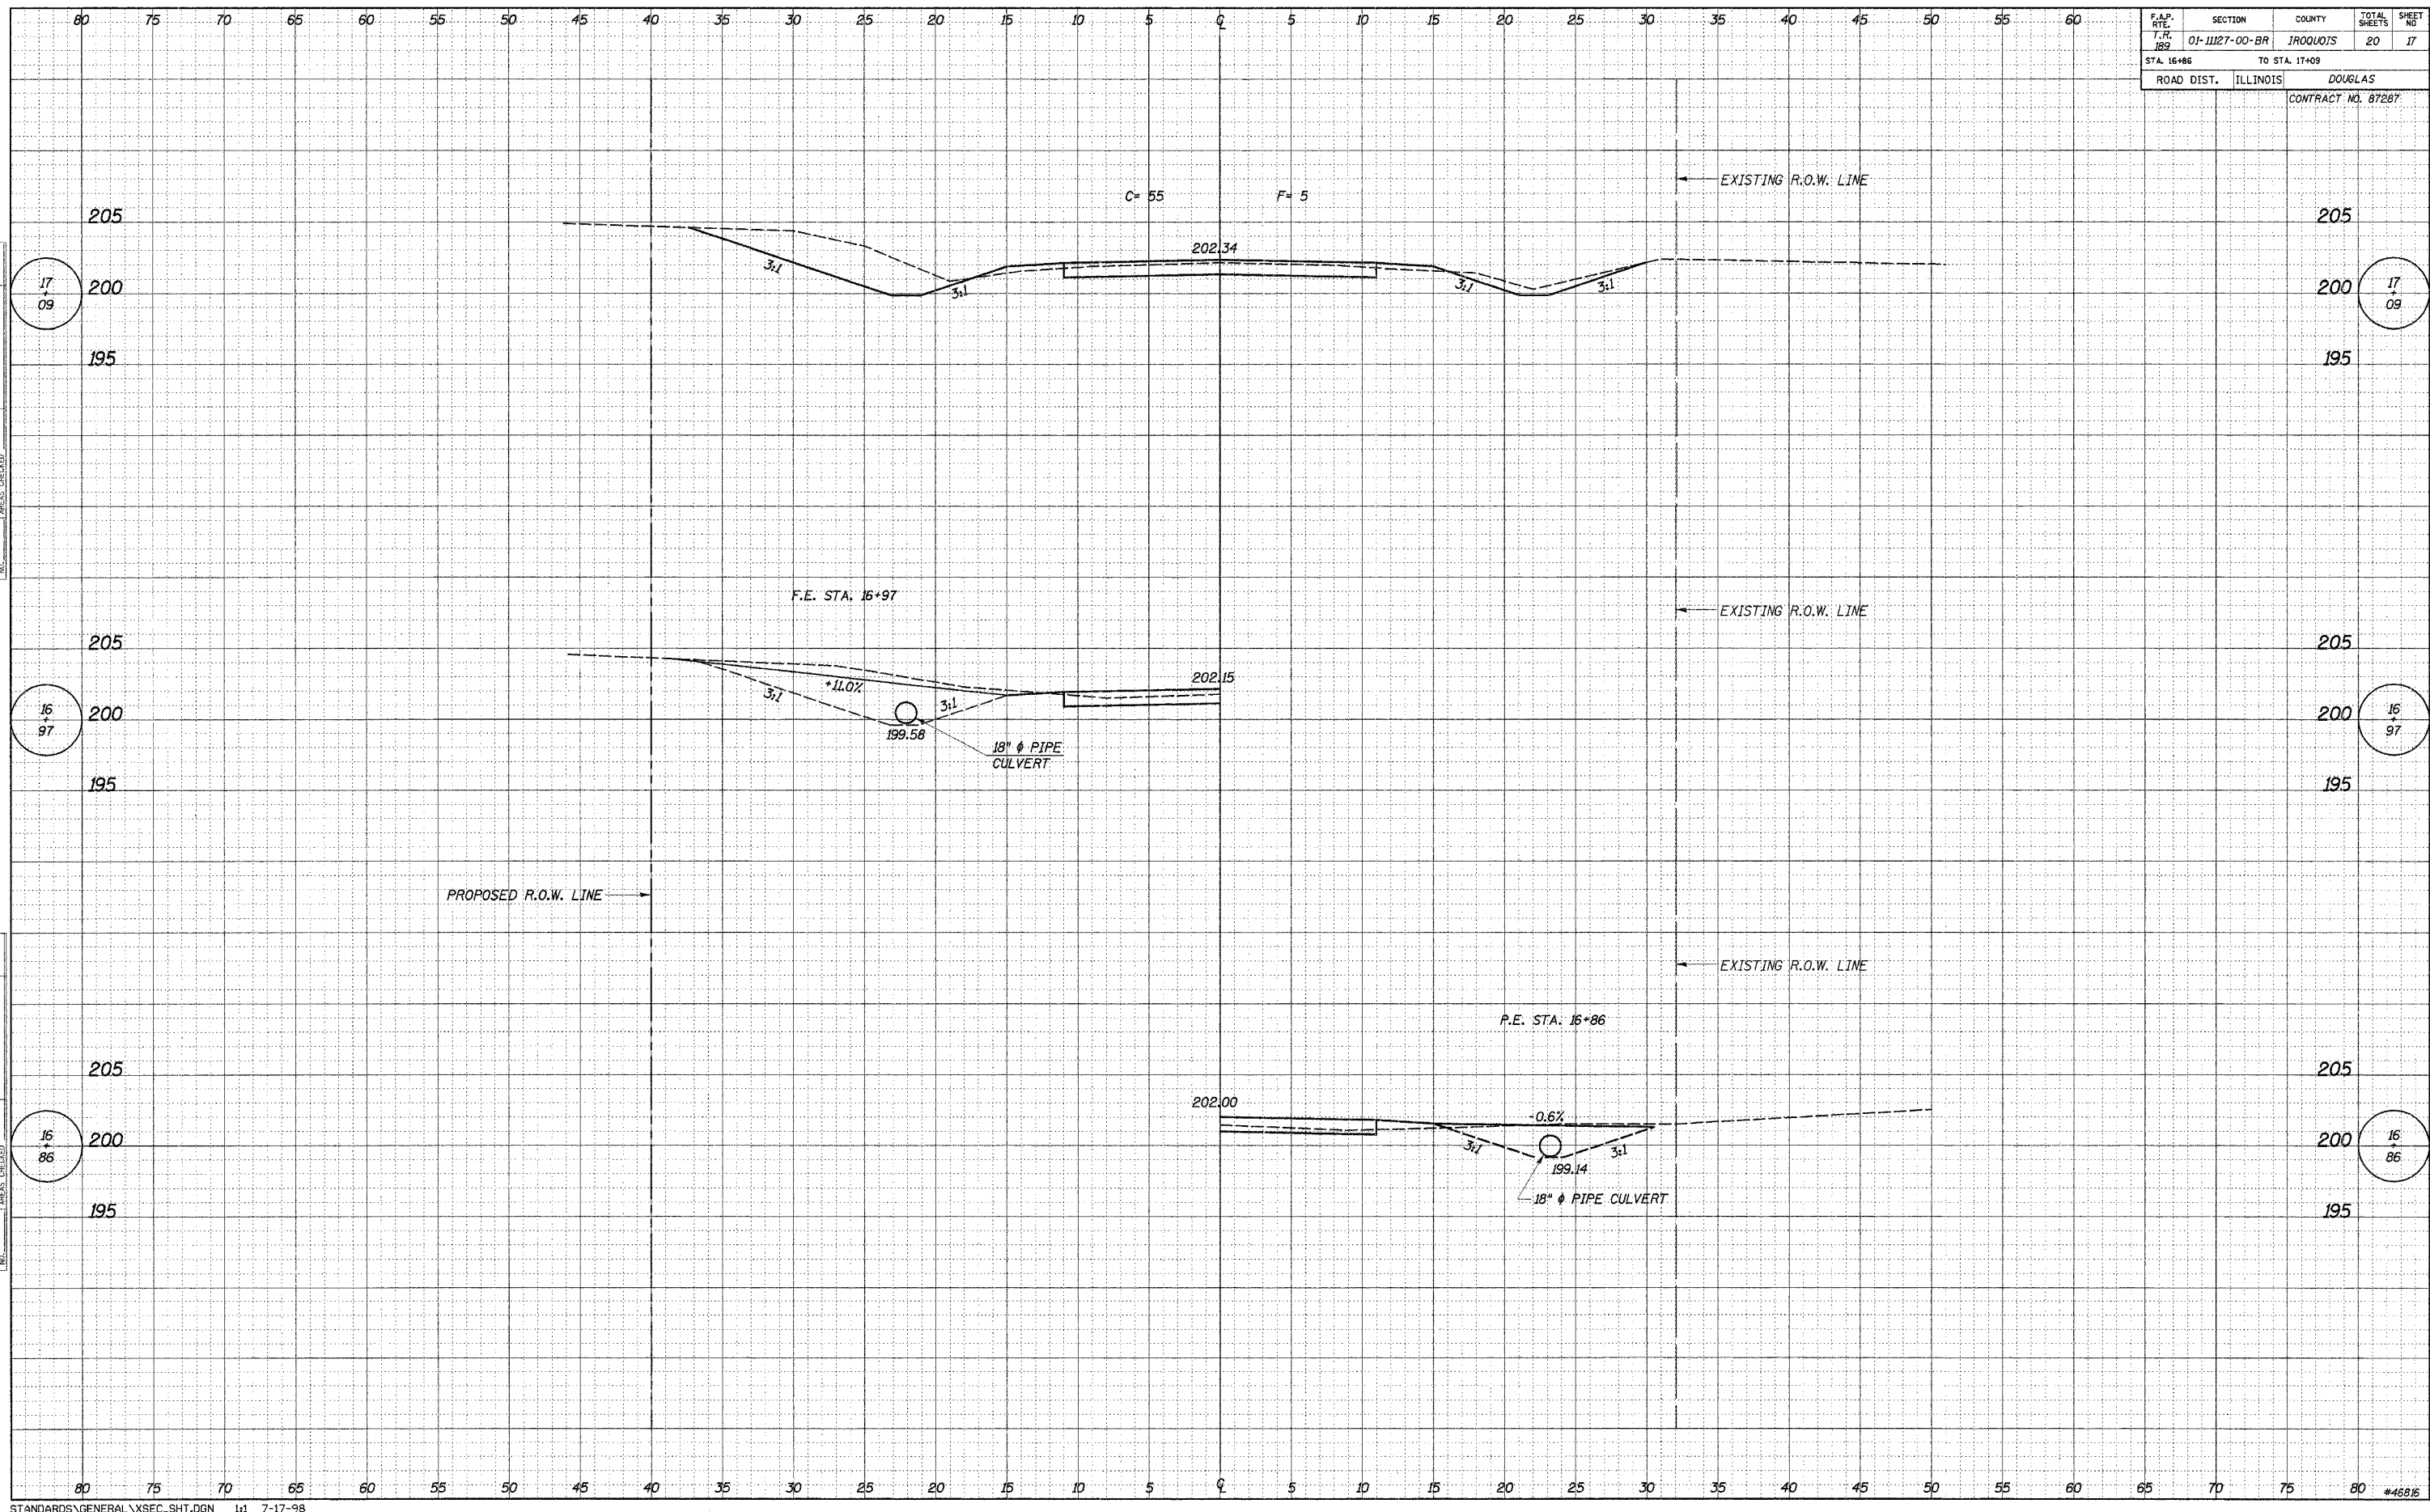 80 75 70 65 60 55 50 45 40 35 30 25 20 15 10 5 ℄ 5 10 15 20 25 30 35 40 45 50 55 60
F.A.P. RTE. SECTION COUNTY TOTAL SHEETS SHEET NO
T.R. 189 01-11127-00-BR IROQUOIS 20 17
STA. 16+86 TO STA. 17+09
ROAD DIST. ILLINOIS DOUGLAS
CONTRACT NO. 87287
EXISTING R.O.W. LINE
C= 55 F= 5
205 205
202.34
3:1 3:1 3:1 3:1
17 + 09 200 200 17 + 09
195 195
F.E. STA. 16+97
EXISTING R.O.W. LINE
205 205
202.15
+11.0%
3:1 3:1
16 + 97 200 200 16 + 97
199.58
18" ϕ PIPE
CULVERT
195 195
PROPOSED R.O.W. LINE
EXISTING R.O.W. LINE
P.E. STA. 16+86
205 205
202.00
-0.6%
3:1 3:1
16 + 86 200 200 16 + 86
199.14
18" ϕ PIPE CULVERT
195 195
80 75 70 65 60 55 50 45 40 35 30 25 20 15 10 5 ℄ 5 10 15 20 25 30 35 40 45 50 55 60 65 70 75 80
STANDARDS\GENERAL\XSEC_SHT.DGN 1:1 7-17-98
#46816